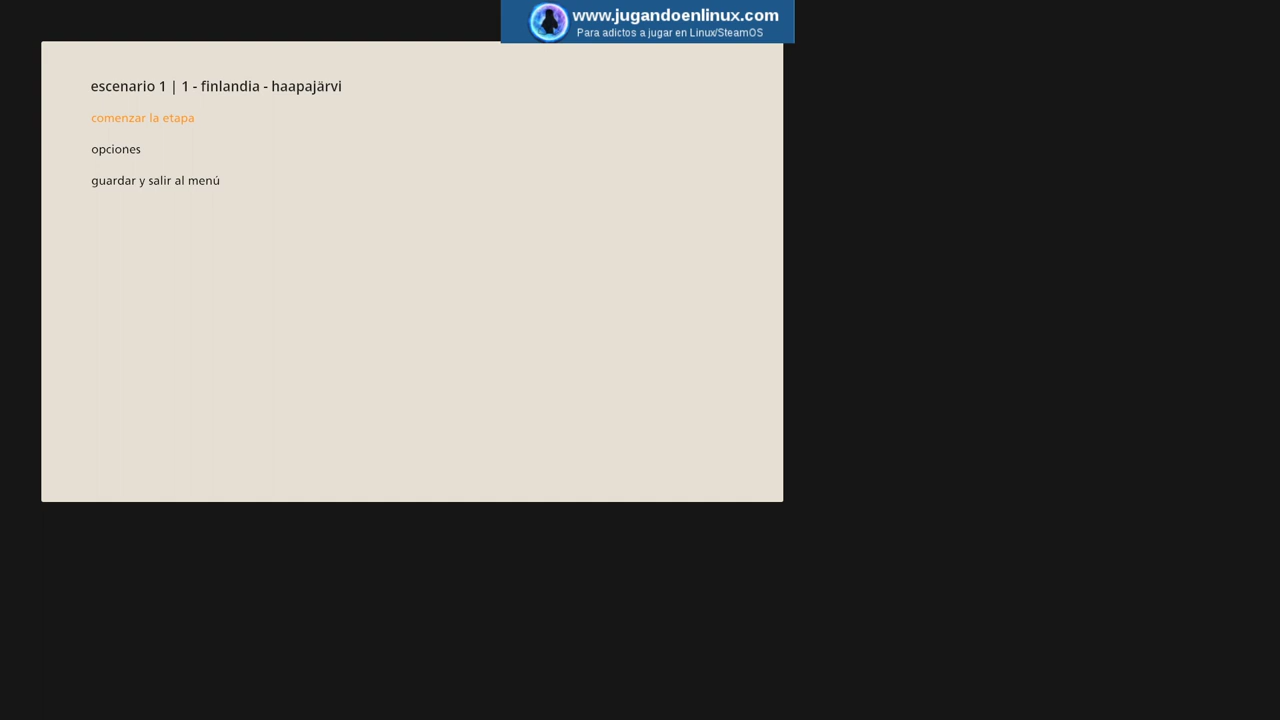 www.jugandoenlinux.com
Para adictos a jugar en Linux/SteamOS
escenario 1 | 1 - finlandia - haapajärvi
comenzar la etapa
opciones
guardar y salir al menú